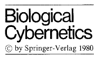 Biological
Cybernetics
© by Springer-Verlag 1980